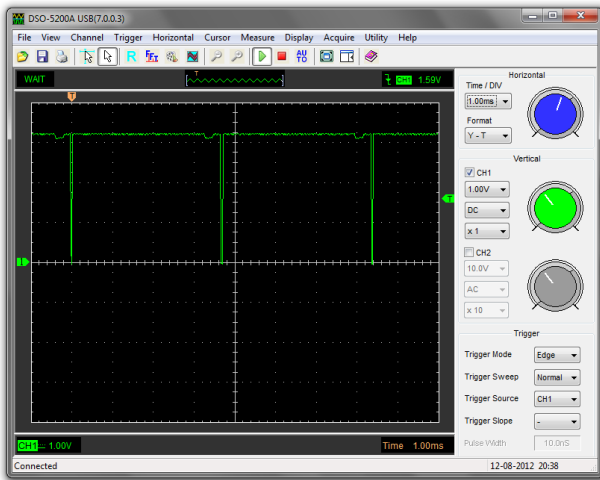 DSO-5200A USB(7.0.0.3)
File View Channel Trigger Horizontal Cursor Measure Display Acquire Utility Help
R FFT AUTO
WAIT T CH1 1.59V
T
T
1
CH1 1.00V Time 1.00ms
Horizontal
Time / DIV
1.00ms
Format
Y - T
Vertical
CH1
1.00V
DC
x 1
CH2
10.0V
AC
x 10
Trigger
Trigger Mode Edge
Trigger Sweep Normal
Trigger Source CH1
Trigger Slope -
Pulse Width 10.0nS
Connected 12-08-2012 20:38